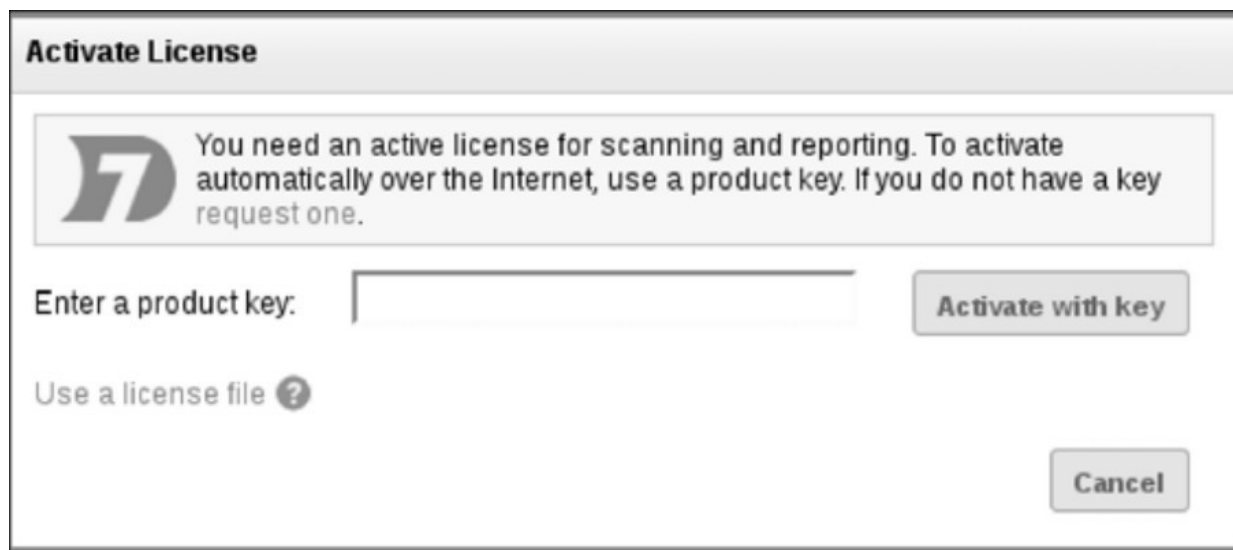 Activate License
7
You need an active license for scanning and reporting. To activate
automatically over the Internet, use a product key. If you do not have a key
request one.
Enter a product key:
Activate with key
Use a license file ?
Cancel